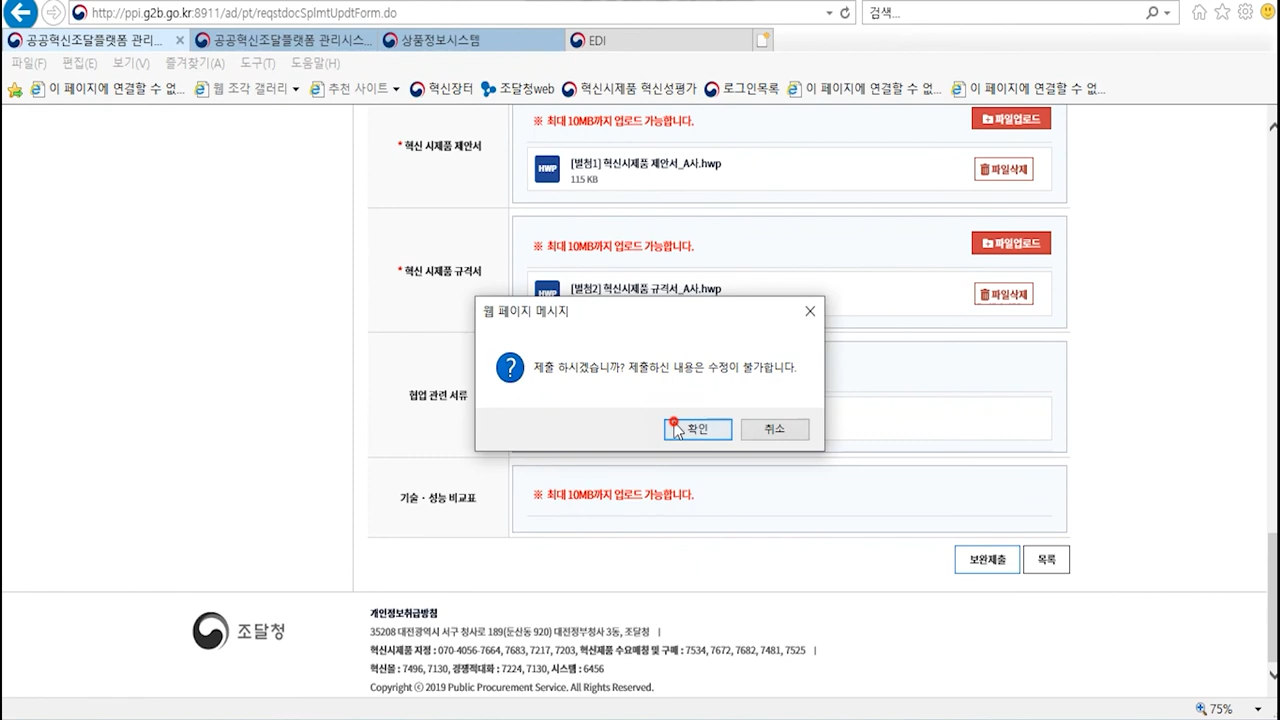 http://ppi.g2b.go.kr:8911/ad/pt/reqstdocSplmtUpdtForm.do
검색...
공공혁신조달플랫폼 관리...
공공혁신조달플랫폼 관리시스...
상품정보시스템
EDI
파일(F) 편집(E) 보기(V) 즐겨찾기(A) 도구(T) 도움말(H)
이 페이지에 연결할 수 없... 웹 조각 갤러리 추천 사이트 혁신장터 조달청web 혁신시제품 혁신성평가 로그인목록 이 페이지에 연결할 수 없... 이 페이지에 연결할 수 없...
* 혁신 시제품 제안서
※ 최대 10MB까지 업로드 가능합니다.
파일업로드
HWP
[별첨1] 혁신시제품 제안서_A사.hwp
115 KB
파일삭제
* 혁신 시제품 규격서
※ 최대 10MB까지 업로드 가능합니다.
파일업로드
HWP
[별첨2] 혁신시제품 규격서_A사.hwp
파일삭제
웹 페이지 메시지
제출 하시겠습니까? 제출하신 내용은 수정이 불가합니다.
확인
취소
협업 관련 서류
기술・성능 비교표
※ 최대 10MB까지 업로드 가능합니다.
보완제출
목록
조달청
개인정보취급방침
35208 대전광역시 서구 청사로 189(둔산동 920) 대전정부청사 3동, 조달청 |
혁신시제품 지정 : 070-4056-7664, 7683, 7217, 7203, 혁신제품 수요매칭 및 구매 : 7534, 7672, 7682, 7481, 7525 |
혁신몰 : 7496, 7130, 경쟁적대화 : 7224, 7130, 시스템 : 6456
Copyright ⓒ 2019 Public Procurement Service. All Rights Reserved.
75%